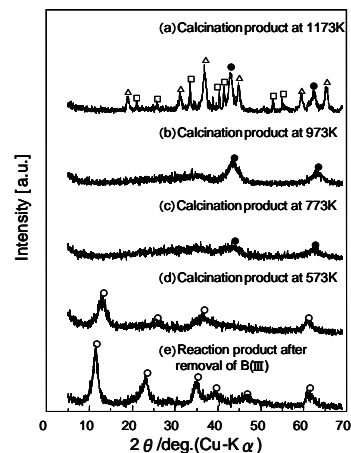 (a) Calcination product at 1173K
(b) Calcination product at 973K
(c) Calcination product at 773K
(d) Calcination product at 573K
(e) Reaction product after
removal of B(III)
Intensity [a.u.]
0 10 20 30 40 50 60 70
2θ/deg.(Cu-Kα)